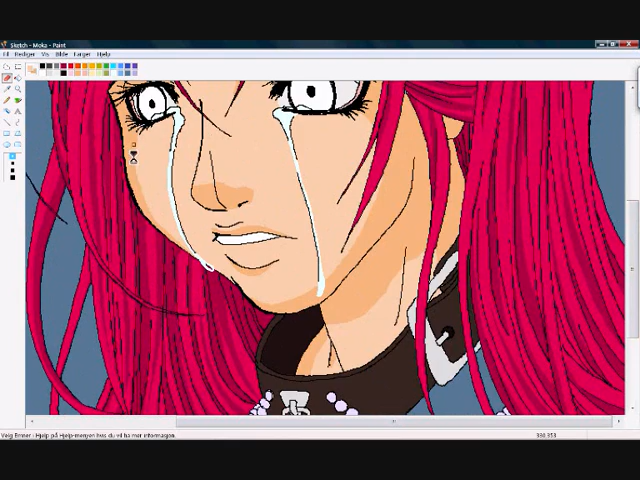 Sketch - Moka - Paint
Fil Rediger Vis Bilde Farger Hjelp
Velg Emner i Hjelp på Hjelp-menyen hvis du vil ha mer informasjon.
330,353